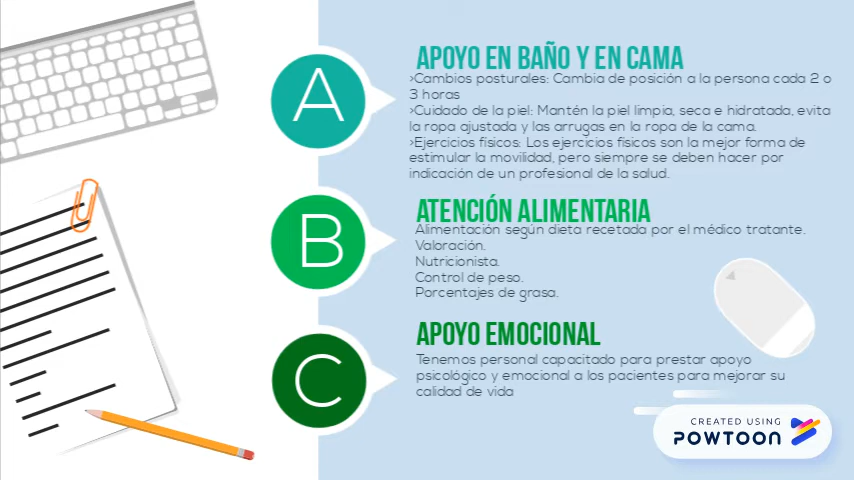 A
APOYO EN BAÑO Y EN CAMA
>Cambios posturales: Cambia de posición a la persona cada 2 o
3 horas
>Cuidado de la piel: Mantén la piel limpia, seca e hidratada, evita
la ropa ajustada y las arrugas en la ropa de la cama.
>Ejercicios físicos: Los ejercicios físicos son la mejor forma de
estimular la movilidad, pero siempre se deben hacer por
indicación de un profesional de la salud.
B
ATENCIÓN ALIMENTARIA
Alimentación según dieta recetada por el médico tratante.
Valoración.
Nutricionista.
Control de peso.
Porcentajes de grasa.
C
APOYO EMOCIONAL
Tenemos personal capacitado para prestar apoyo
psicológico y emocional a los pacientes para mejorar su
calidad de vida
CREATED USING
POWTOON